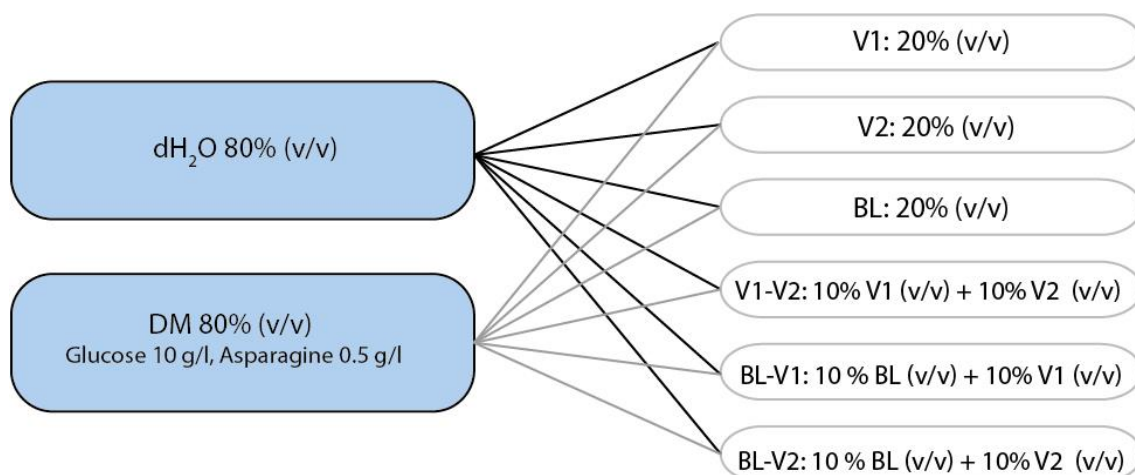 dH₂O 80% (v/v)
DM 80% (v/v)
Glucose 10 g/l, Asparagine 0.5 g/l
V1: 20% (v/v)
V2: 20% (v/v)
BL: 20% (v/v)
V1-V2: 10% V1 (v/v) + 10% V2 (v/v)
BL-V1: 10 % BL (v/v) + 10% V1 (v/v)
BL-V2: 10 % BL (v/v) + 10% V2 (v/v)